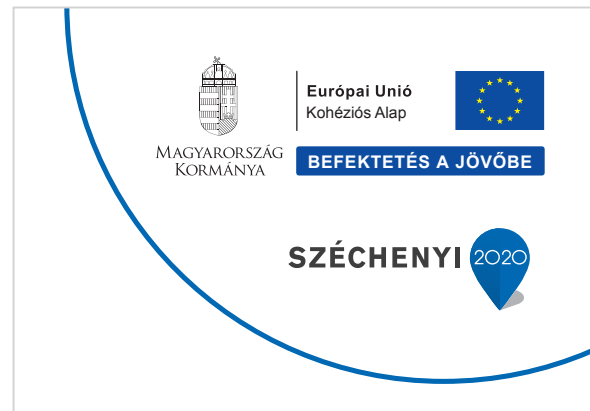 Európai Unió
Kohéziós Alap
MAGYARORSZÁG
KORMÁNYA
BEFEKTETÉS A JÖVŐBE
SZÉCHENYI 2020